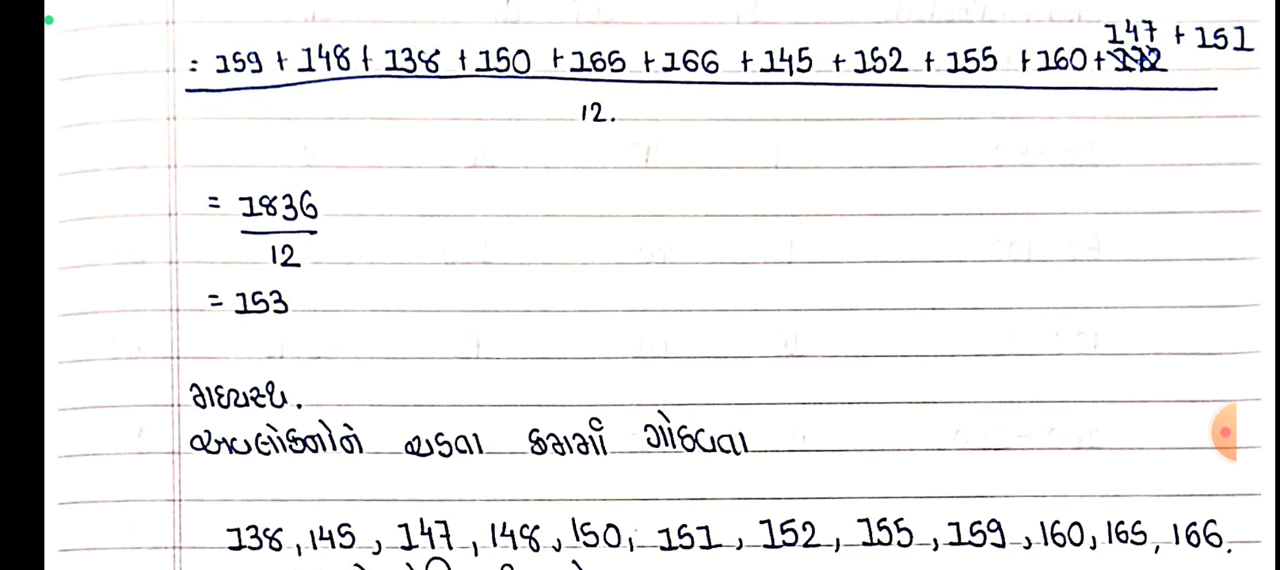 = 159 + 148 + 138 + 150 + 165 + 166 + 145 + 152 + 155 + 160 + 147 + 151
12.
= 1836
12
= 153
મધ્યસ્થ.
અવલોકનોને ચડતા ક્રમમાં ગોઠવતા
138, 145, 147, 148, 150, 151, 152, 155, 159, 160, 165, 166.